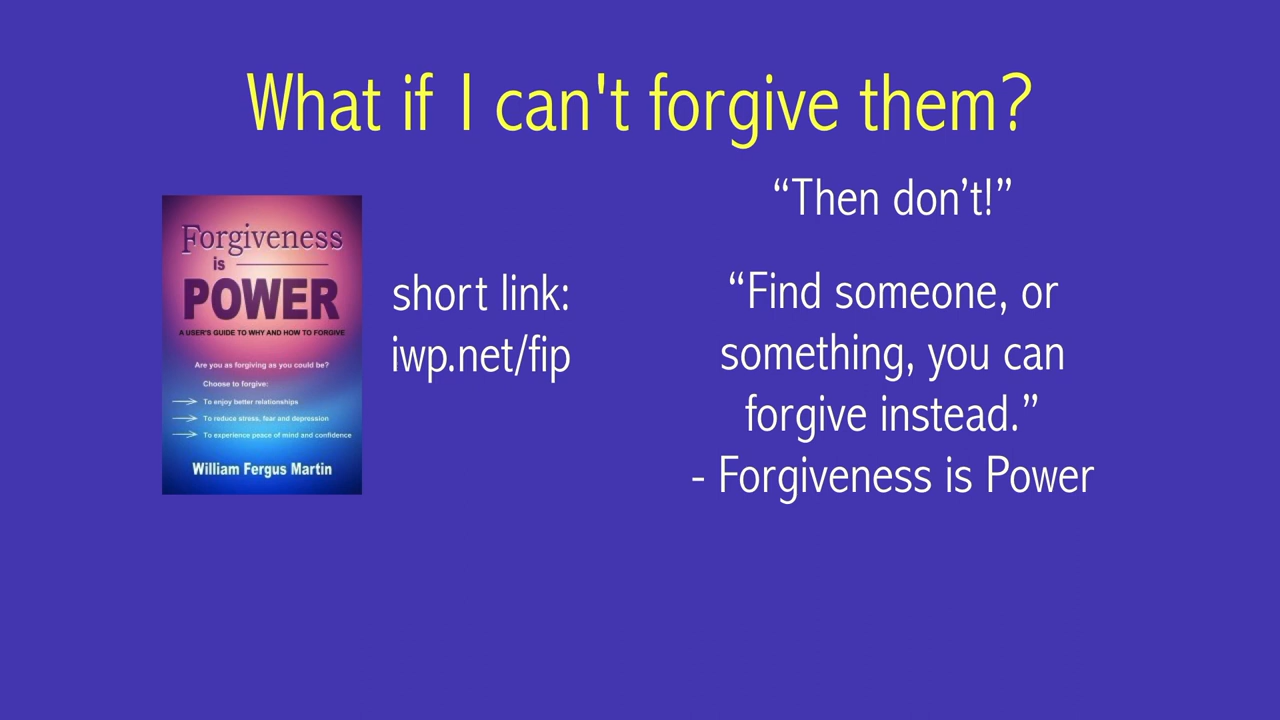 What if I can't forgive them?
Forgiveness
is
POWER
A USER'S GUIDE TO WHY AND HOW TO FORGIVE
Are you as forgiving as you could be?
Choose to forgive:
To enjoy better relationships
To reduce stress, fear and depression
To experience peace of mind and confidence
William Fergus Martin
short link:
iwp.net/fip
“Then don’t!”
“Find someone, or
something, you can
forgive instead.”
- Forgiveness is Power